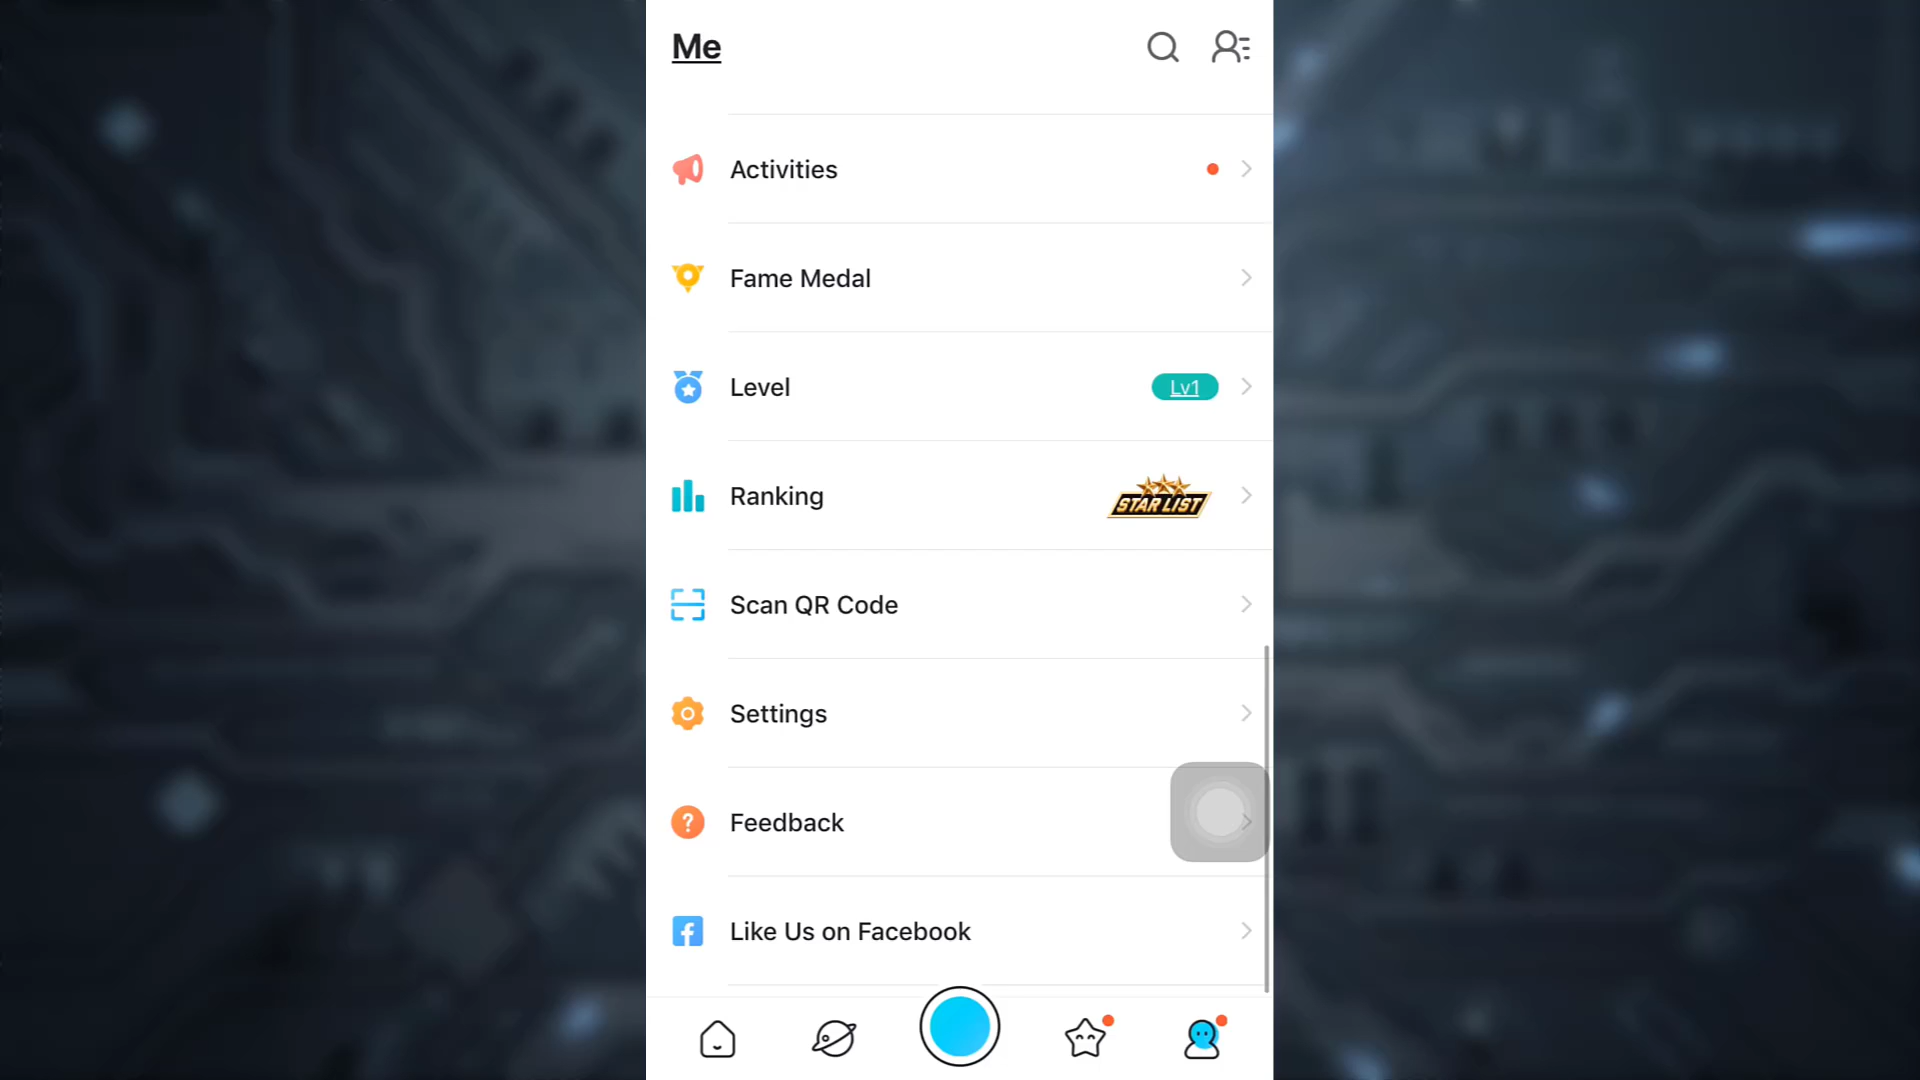 Me
Activities
Fame Medal
Level
Lv1
Ranking
STAR LIST
Scan QR Code
Settings
? Feedback
Like Us on Facebook